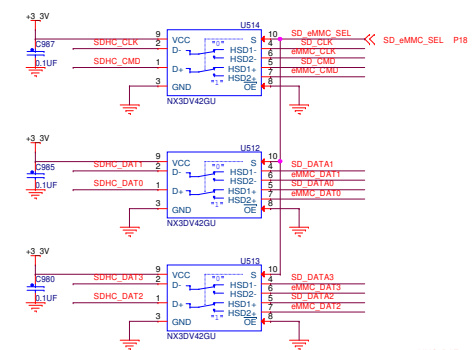 +3_3V
U514
C987
0.1UF
SDHC_CLK
SDHC_CMD
9 VCC
2 D-
1 D+
3 GND
"0"
"1"
S 10 SD_eMMC_SEL
HSD1- 4 SD_CLK
HSD2- 6 eMMC_CLK
HSD1+ 5 SD_CMD
HSD2+ 7 eMMC_CMD
OE 8
NX3DV42GU
SD_eMMC_SEL P18
+3_3V
U512
C985
0.1UF
SDHC_DAT1
SDHC_DAT0
9 VCC
2 D-
1 D+
3 GND
"0"
"1"
S 10
HSD1- 4 SD_DATA1
HSD2- 6 eMMC_DAT1
HSD1+ 5 SD_DATA0
HSD2+ 7 eMMC_DAT0
OE 8
NX3DV42GU
+3_3V
U513
C980
0.1UF
SDHC_DAT3
SDHC_DAT2
9 VCC
2 D-
1 D+
3 GND
"0"
"1"
S 10
HSD1- 4 SD_DATA3
HSD2- 6 eMMC_DAT3
HSD1+ 5 SD_DATA2
HSD2+ 7 eMMC_DAT2
OE 8
NX3DV42GU